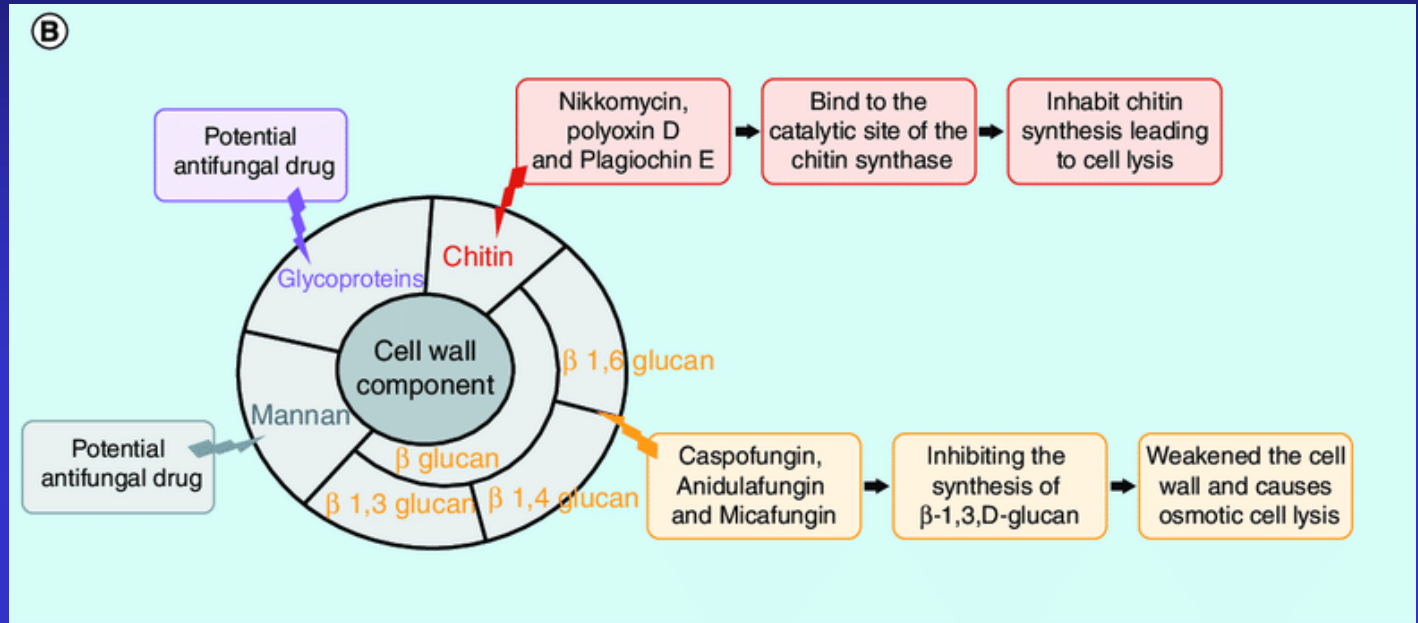 B
Potential
antifungal drug
Nikkomycin,
polyoxin D
and Plagiochin E
Bind to the
catalytic site of the
chitin synthase
Inhabit chitin
synthesis leading
to cell lysis
Glycoproteins
Chitin
Cell wall
component
β 1,6 glucan
Mannan
β glucan
β 1,3 glucan
β 1,4 glucan
Potential
antifungal drug
Caspofungin,
Anidulafungin
and Micafungin
Inhibiting the
synthesis of
β-1,3,D-glucan
Weakened the cell
wall and causes
osmotic cell lysis